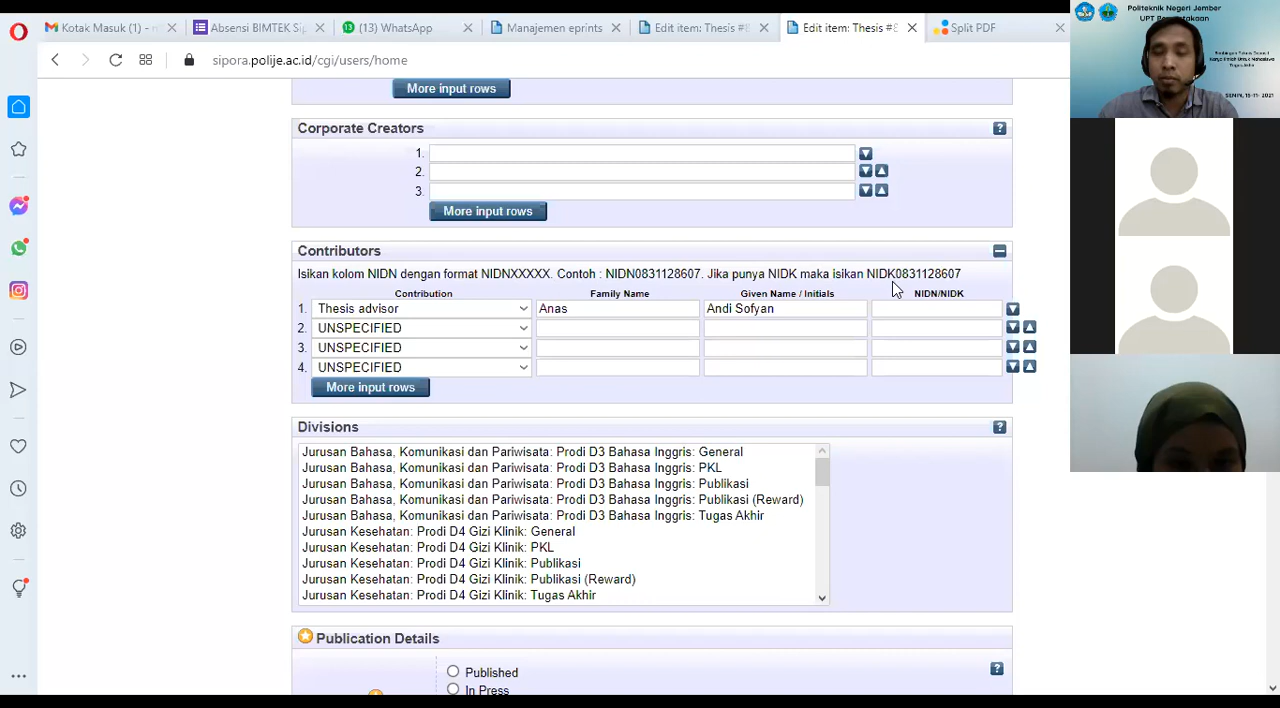 Kotak Masuk (1) -
Absensi BIMTEK Sip
(13) WhatsApp
Manajemen eprints
Edit item: Thesis #8
Edit item: Thesis #8
Split PDF
sipora.polije.ac.id/cgi/users/home
Politeknik Negeri Jember
UPT Perpustakaan
SENIN, 15-11- 2021
More input rows
Corporate Creators
?
1.
2.
3.
More input rows
Contributors
Isikan kolom NIDN dengan format NIDNXXXXX. Contoh : NIDN0831128607. Jika punya NIDK maka isikan NIDK0831128607
Contribution Family Name Given Name / Initials NIDN/NIDK
1. Thesis advisor Anas Andi Sofyan
2. UNSPECIFIED
3. UNSPECIFIED
4. UNSPECIFIED
More input rows
Divisions
?
Jurusan Bahasa, Komunikasi dan Pariwisata: Prodi D3 Bahasa Inggris: General
Jurusan Bahasa, Komunikasi dan Pariwisata: Prodi D3 Bahasa Inggris: PKL
Jurusan Bahasa, Komunikasi dan Pariwisata: Prodi D3 Bahasa Inggris: Publikasi
Jurusan Bahasa, Komunikasi dan Pariwisata: Prodi D3 Bahasa Inggris: Publikasi (Reward)
Jurusan Bahasa, Komunikasi dan Pariwisata: Prodi D3 Bahasa Inggris: Tugas Akhir
Jurusan Kesehatan: Prodi D4 Gizi Klinik: General
Jurusan Kesehatan: Prodi D4 Gizi Klinik: PKL
Jurusan Kesehatan: Prodi D4 Gizi Klinik: Publikasi
Jurusan Kesehatan: Prodi D4 Gizi Klinik: Publikasi (Reward)
Jurusan Kesehatan: Prodi D4 Gizi Klinik: Tugas Akhir
Publication Details
Published
?
In Press